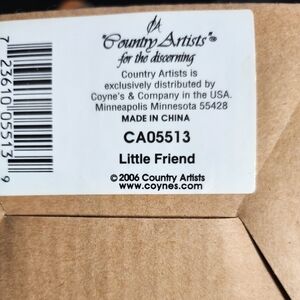 "Country Artists"™
for the discerning
Country Artists is
exclusively distributed by
Coyne's & Company in the USA.
Minneapolis Minnesota 55428
MADE IN CHINA
CA05513
Little Friend
© 2006 Country Artists
www.coynes.com
7 23610 05513 9